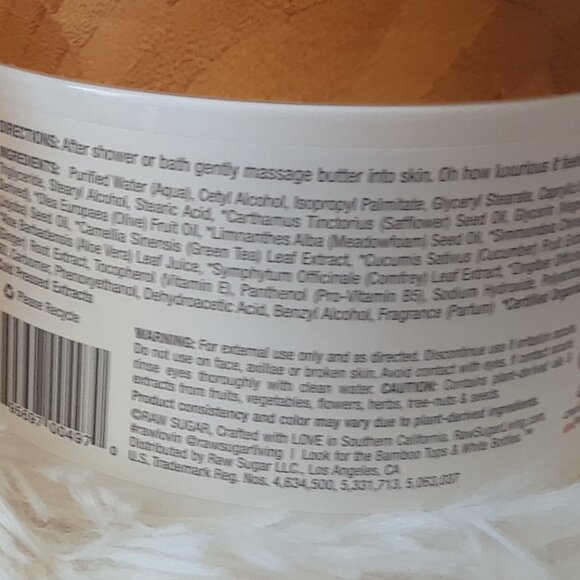 DIRECTIONS: After shower or bath gently massage butter into skin. Oh how luxurious it feels
INGREDIENTS: Purified Water (Aqua), Cetyl Alcohol, Isopropyl Palmitate, Glyceryl Stearate,
Triglyceride, Stearyl Alcohol, Stearic Acid, *Carthamus Tinctorius (Safflower) Seed Oil, Glycerin
Derived, *Olea Europaea (Olive) Fruit Oil, *Limnanthes Alba (Meadowfoam) Seed Oil, *Simmondsia
Seed Oil, *Camellia Sinensis (Green Tea) Leaf Extract, *Cucumis Sativus (Cucumber) Fruit
Barbadensis (Aloe Vera) Leaf Juice, *Symphytum Officinale (Comfrey) Leaf Extract,
Root Extract, Tocopherol (Vitamin E), Panthenol (Pro-Vitamin B5), Sodium Hydroxide,
Carbomer, Phenoxyethanol, Dehydroacetic Acid, Benzyl Alcohol, Fragrance (Parfum) *Certified
Cold Pressed Extracts
Please Recycle
WARNING: For external use only and as directed. Discontinue use if irritation occurs.
Do not use on face, axillae or broken skin. Avoid contact with eyes. If contact occurs
rinse eyes thoroughly with clean water. CAUTION: Contains plant-derived
extracts from fruits, vegetables, flowers, herbs, tree-nuts & seeds.
Product consistency and color may vary due to plant-derived ingredients.
©RAW SUGAR, Crafted with LOVE in Southern California. RawSugarLiving.com
#rawlovin @rawsugarliving | Look for the Bamboo Tops & White Bottles.™
Distributed by Raw Sugar LLC., Los Angeles, CA
U.S. Trademark Reg. Nos. 4,634,500, 5,331,713, 5,063,037
00497 0